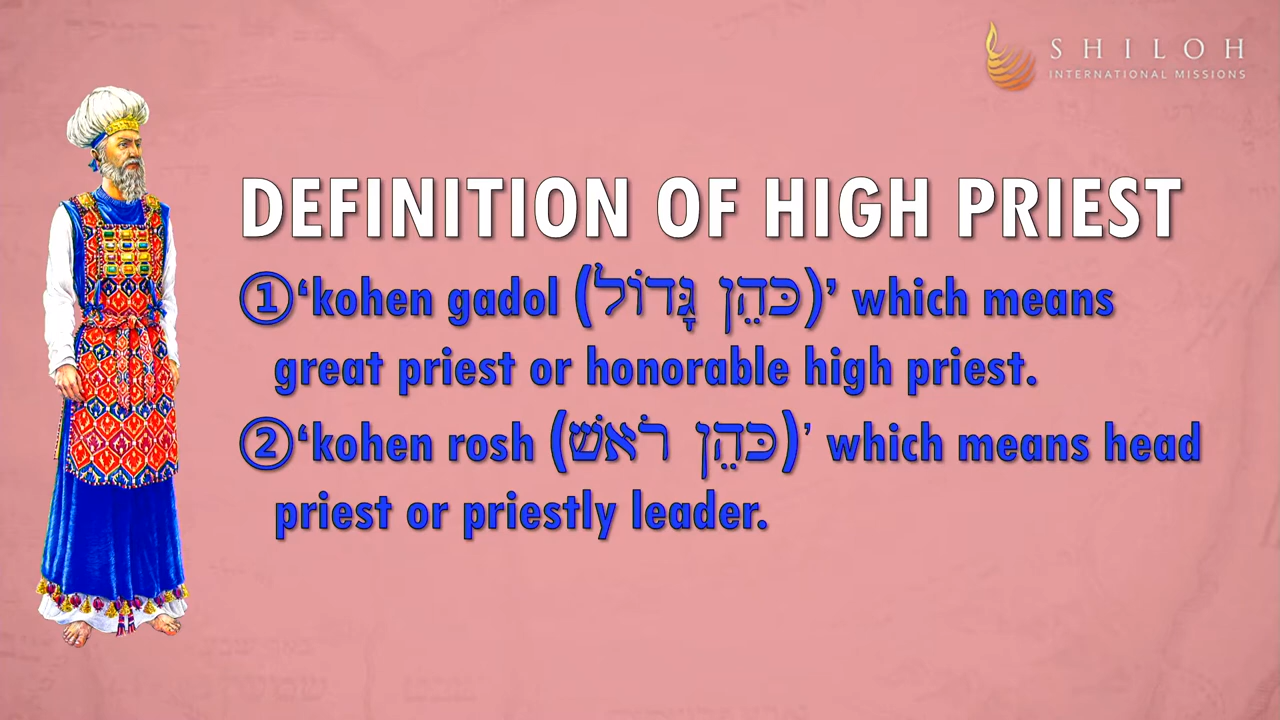 SHILOH
INTERNATIONAL MISSIONS
DEFINITION OF HIGH PRIEST
①‘kohen gadol (כֹּהֵן גָּדוֹל)’ which means
great priest or honorable high priest.
②‘kohen rosh (כֹּהֵן רֹאשׁ)’ which means head
priest or priestly leader.